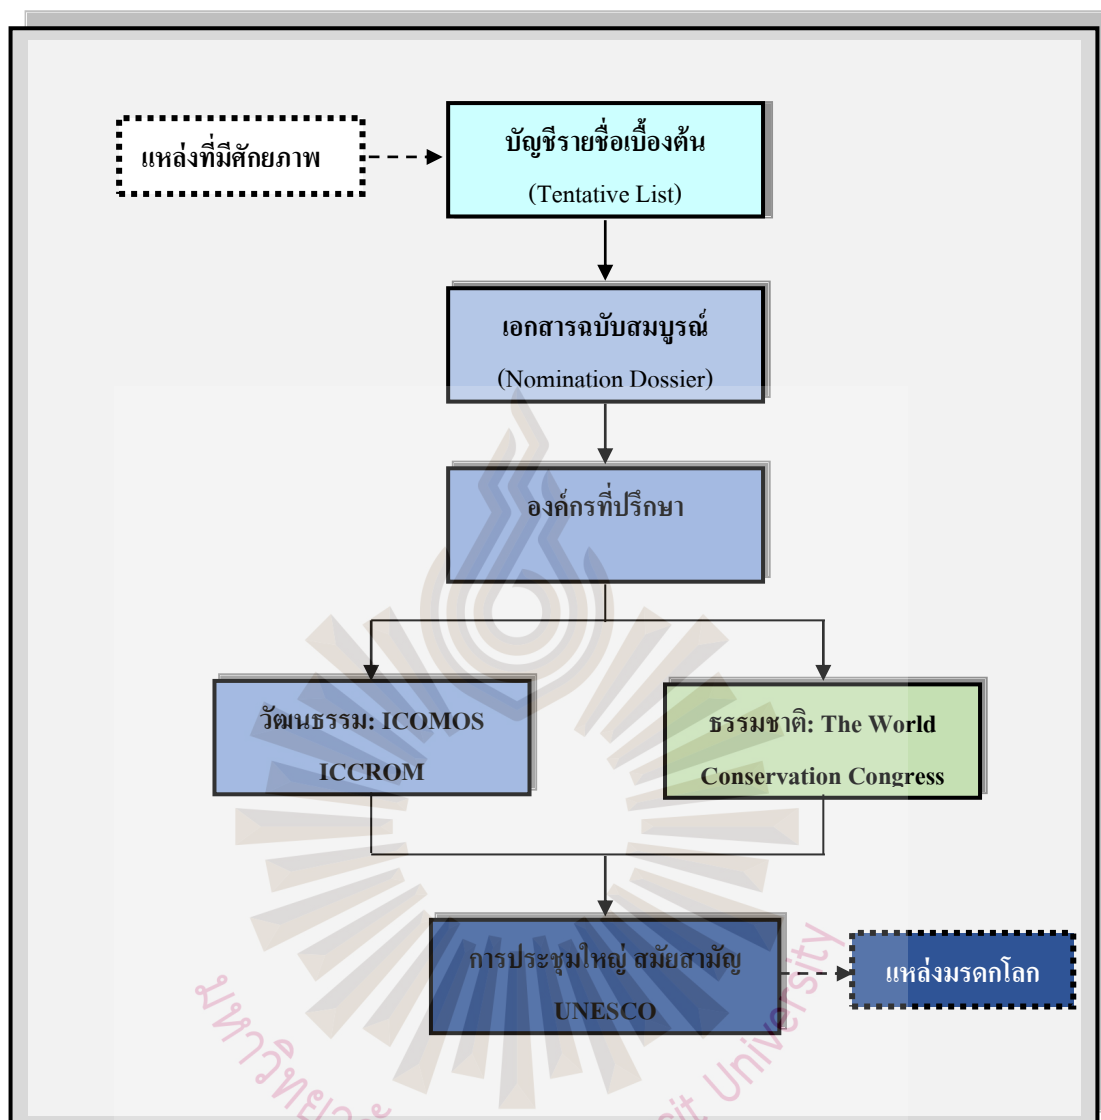 แหล่งที่มีศักยภาพ
บัญชีรายชื่อเบื้องต้น
(Tentative List)
เอกสารฉบับสมบูรณ์
(Nomination Dossier)
องค์กรที่ปรึกษา
วัฒนธรรม: ICOMOS
ICCROM
ธรรมชาติ: The World
Conservation Congress
การประชุมใหญ่ สมัยสามัญ
UNESCO
แหล่งมรดกโลก
University